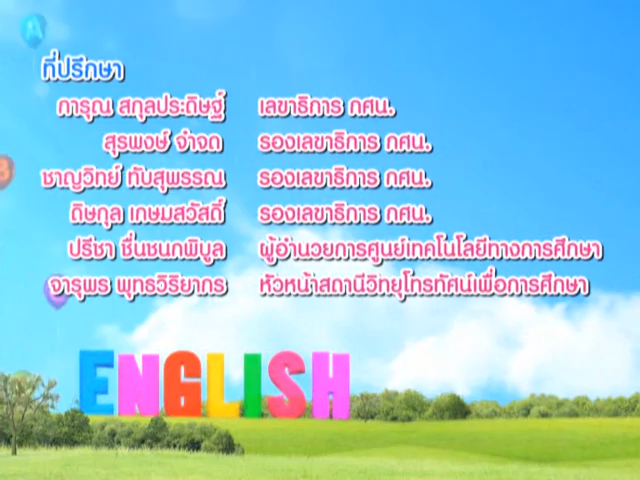 A
ที่ปรึกษา
การุณ สกุลประดิษฐ์ เลขาธิการ กศน.
สุรพงษ์ จำจด รองเลขาธิการ กศน.
ชาญวิทย์ ทับสุพรรณ รองเลขาธิการ กศน.
ดิษกุล เกษมสวัสดิ์ รองเลขาธิการ กศน.
ปรีชา ชื่นชนกพิบูล ผู้อำนวยการศูนย์เทคโนโลยีทางการศึกษา
จารุพร พุทธวิริยากร หัวหน้าสถานีวิทยุโทรทัศน์เพื่อการศึกษา
ENGLISH